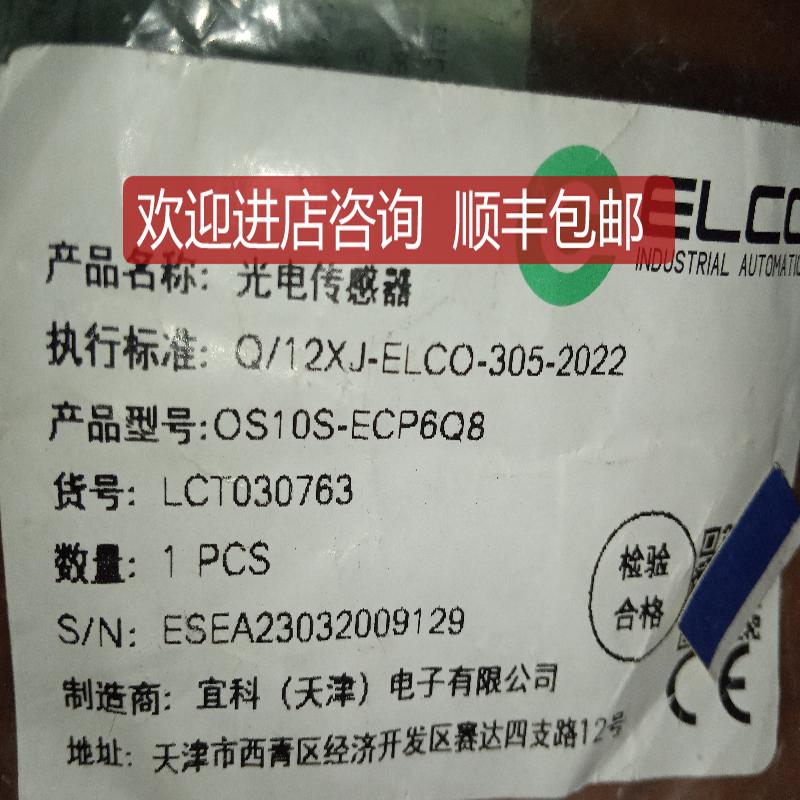 ELCO
INDUSTRIAL AUTOMATIO
欢迎进店咨询 顺丰包邮
产品名称: 光电传感器
执行标准: Q/12XJ-ELCO-305-2022
产品型号:OS10S-ECP6Q8
货号: LCT030763
数量: 1 PCS
S/N: ESEA23032009129
检验
合格
制造商: 宜科（天津）电子有限公司
CE
地址: 天津市西青区经济开发区赛达四支路12号